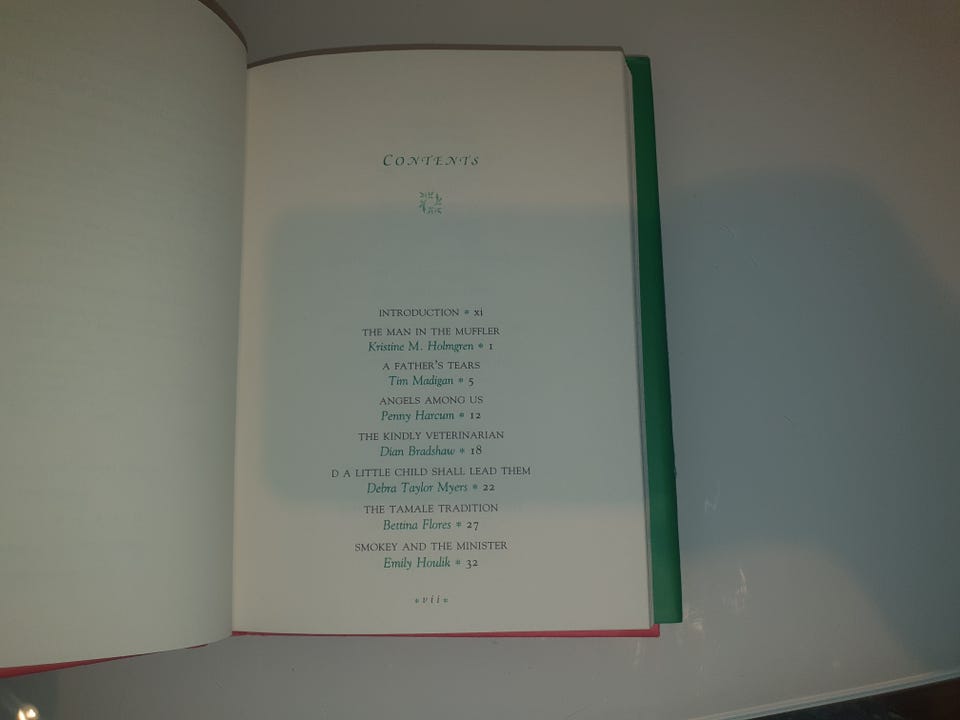 CONTENTS
INTRODUCTION * xi
THE MAN IN THE MUFFLER
Kristine M. Holmgren * 1
A FATHER'S TEARS
Tim Madigan * 5
ANGELS AMONG US
Penny Harcum * 12
THE KINDLY VETERINARIAN
Dian Bradshaw * 18
D A LITTLE CHILD SHALL LEAD THEM
Debra Taylor Myers * 22
THE TAMALE TRADITION
Bettina Flores * 27
SMOKEY AND THE MINISTER
Emily Houlik * 32
* vii *